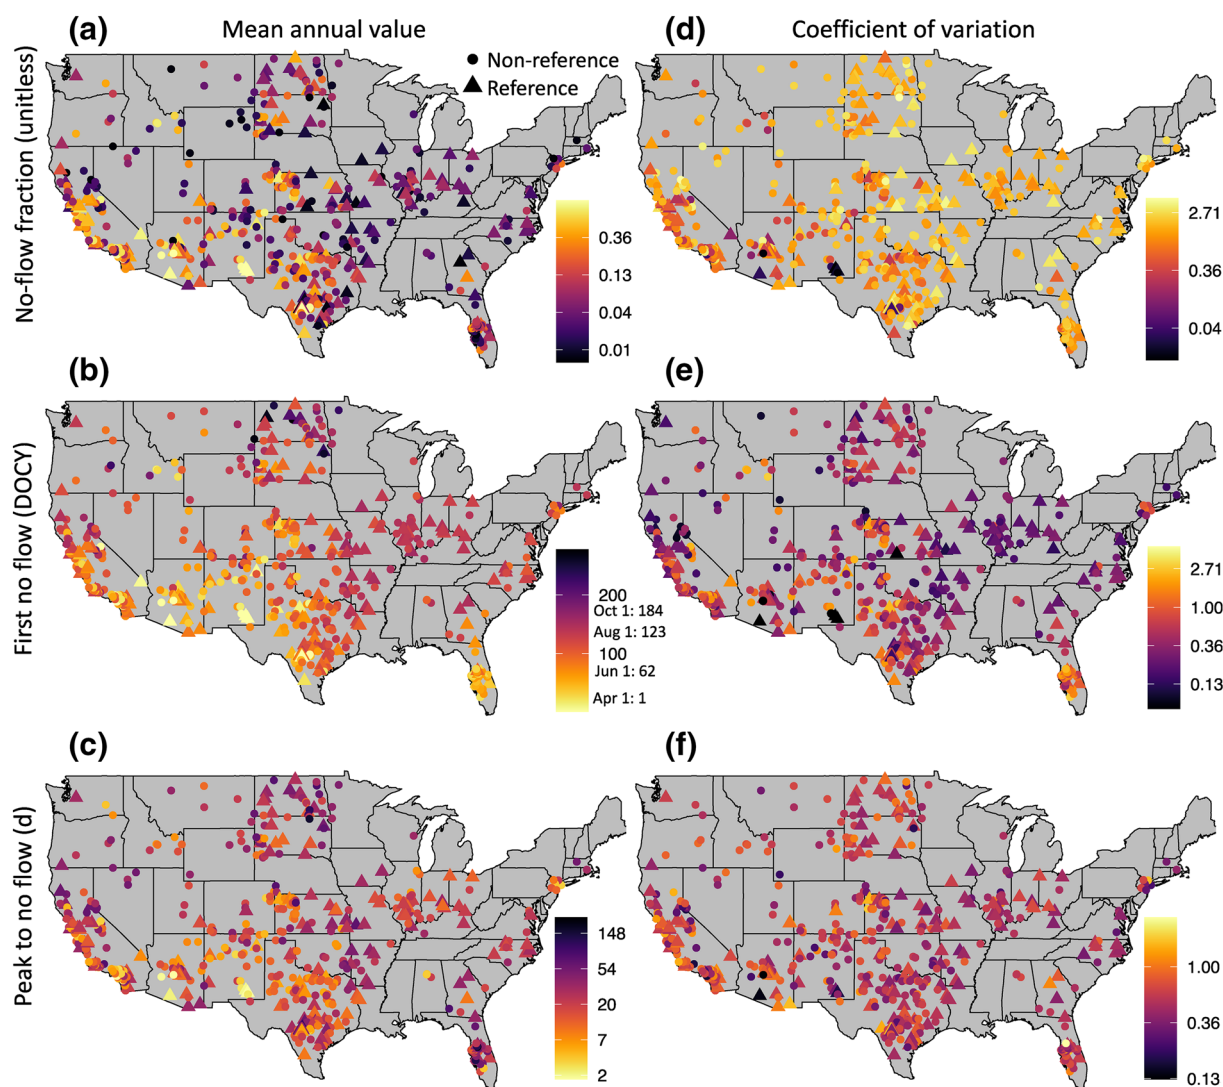 (a) Mean annual value
(d) Coefficient of variation
No-flow fraction (unitless)
Non-reference
Reference
0.36
0.13
0.04
0.01
2.71
0.36
0.04
(b)
(e)
First no flow (DOCY)
200
Oct 1: 184
Aug 1: 123
100
Jun 1: 62
Apr 1: 1
2.71
1.00
0.36
0.13
(c)
(f)
Peak to no flow (d)
148
54
20
7
2
1.00
0.36
0.13